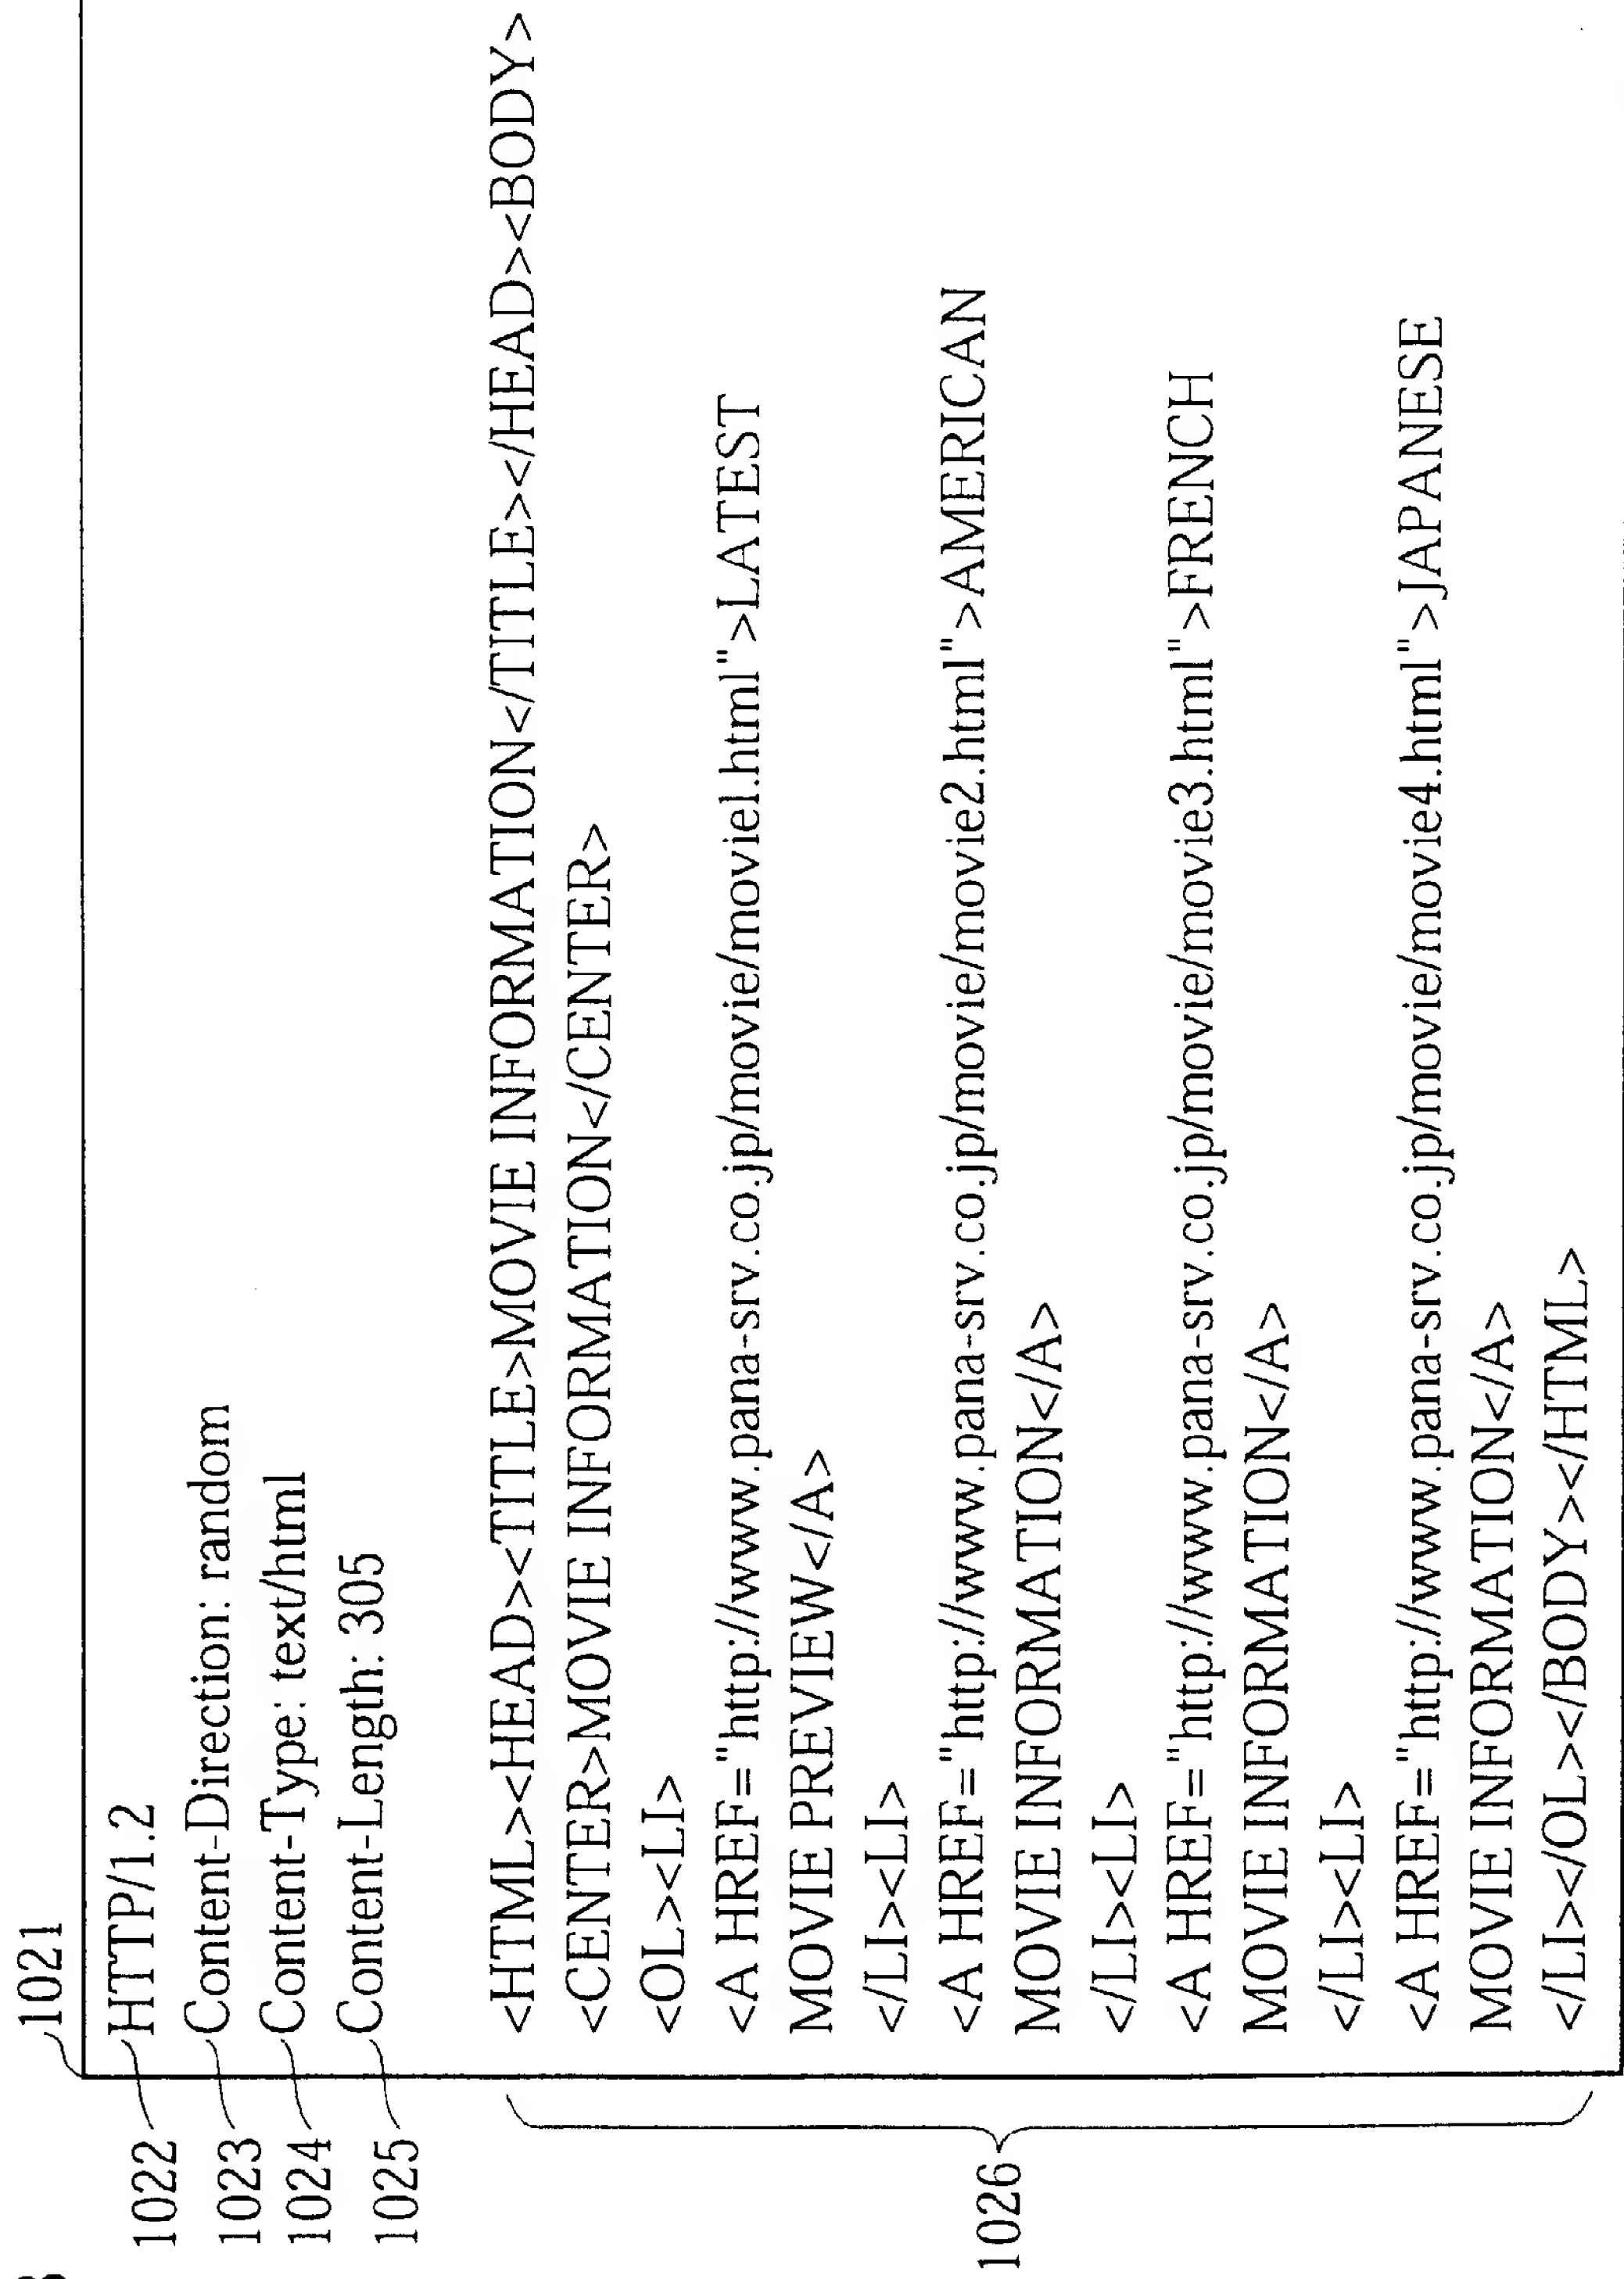 1021
1022 HTTP/1.2
1023 Content-Direction: random
1024 Content-Type: text/html
1025 Content-Length: 305
1026
<HTML><HEAD><TITLE>MOVIE INFORMATION</TITLE></HEAD><BODY>
<CENTER>MOVIE INFORMATION</CENTER>
<OL><LI>
<A HREF="http://www.pana-srv.co.jp/movie/movie1.html">LATEST
MOVIE PREVIEW</A>
</LI><LI>
<A HREF="http://www.pana-srv.co.jp/movie/movie2.html">AMERICAN
MOVIE INFORMATION</A>
</LI><LI>
<A HREF="http://www.pana-srv.co.jp/movie/movie3.html">FRENCH
MOVIE INFORMATION</A>
</LI><LI>
<A HREF="http://www.pana-srv.co.jp/movie/movie4.html">JAPANESE
MOVIE INFORMATION</A>
</LI></OL></BODY></HTML>